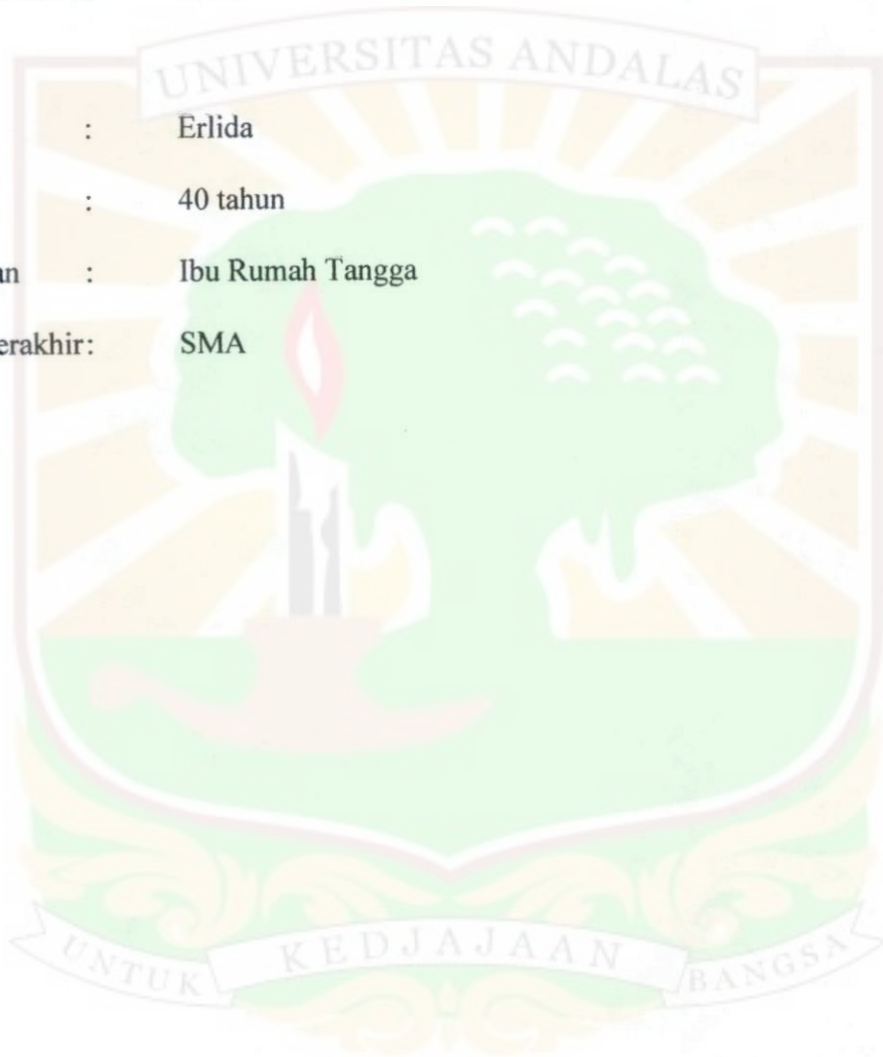 UNIVERSITAS ANDALAS
: Erlida
: 40 tahun
an : Ibu Rumah Tangga
erakhir: SMA
UNTUK KEDJAJAAN BANGSA